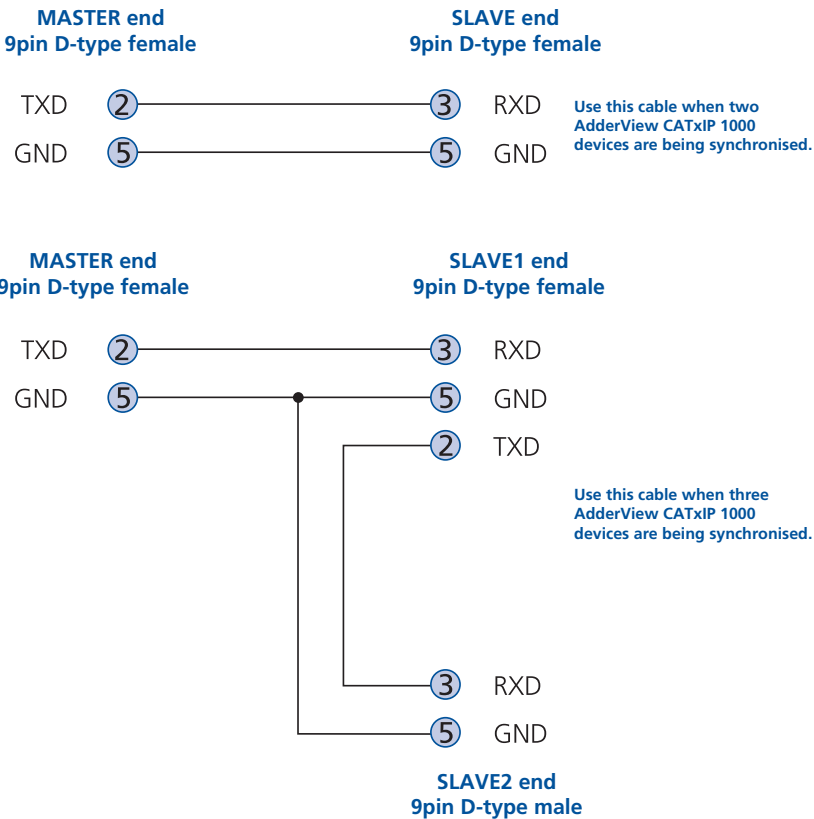 MASTER end
9pin D-type female
SLAVE end
9pin D-type female
TXD 2 3 RXD
GND 5 5 GND
Use this cable when two
AdderView CATxIP 1000
devices are being synchronised.
MASTER end
9pin D-type female
SLAVE1 end
9pin D-type female
TXD 2 3 RXD
GND 5 5 GND
2 TXD
Use this cable when three
AdderView CATxIP 1000
devices are being synchronised.
3 RXD
5 GND
SLAVE2 end
9pin D-type male